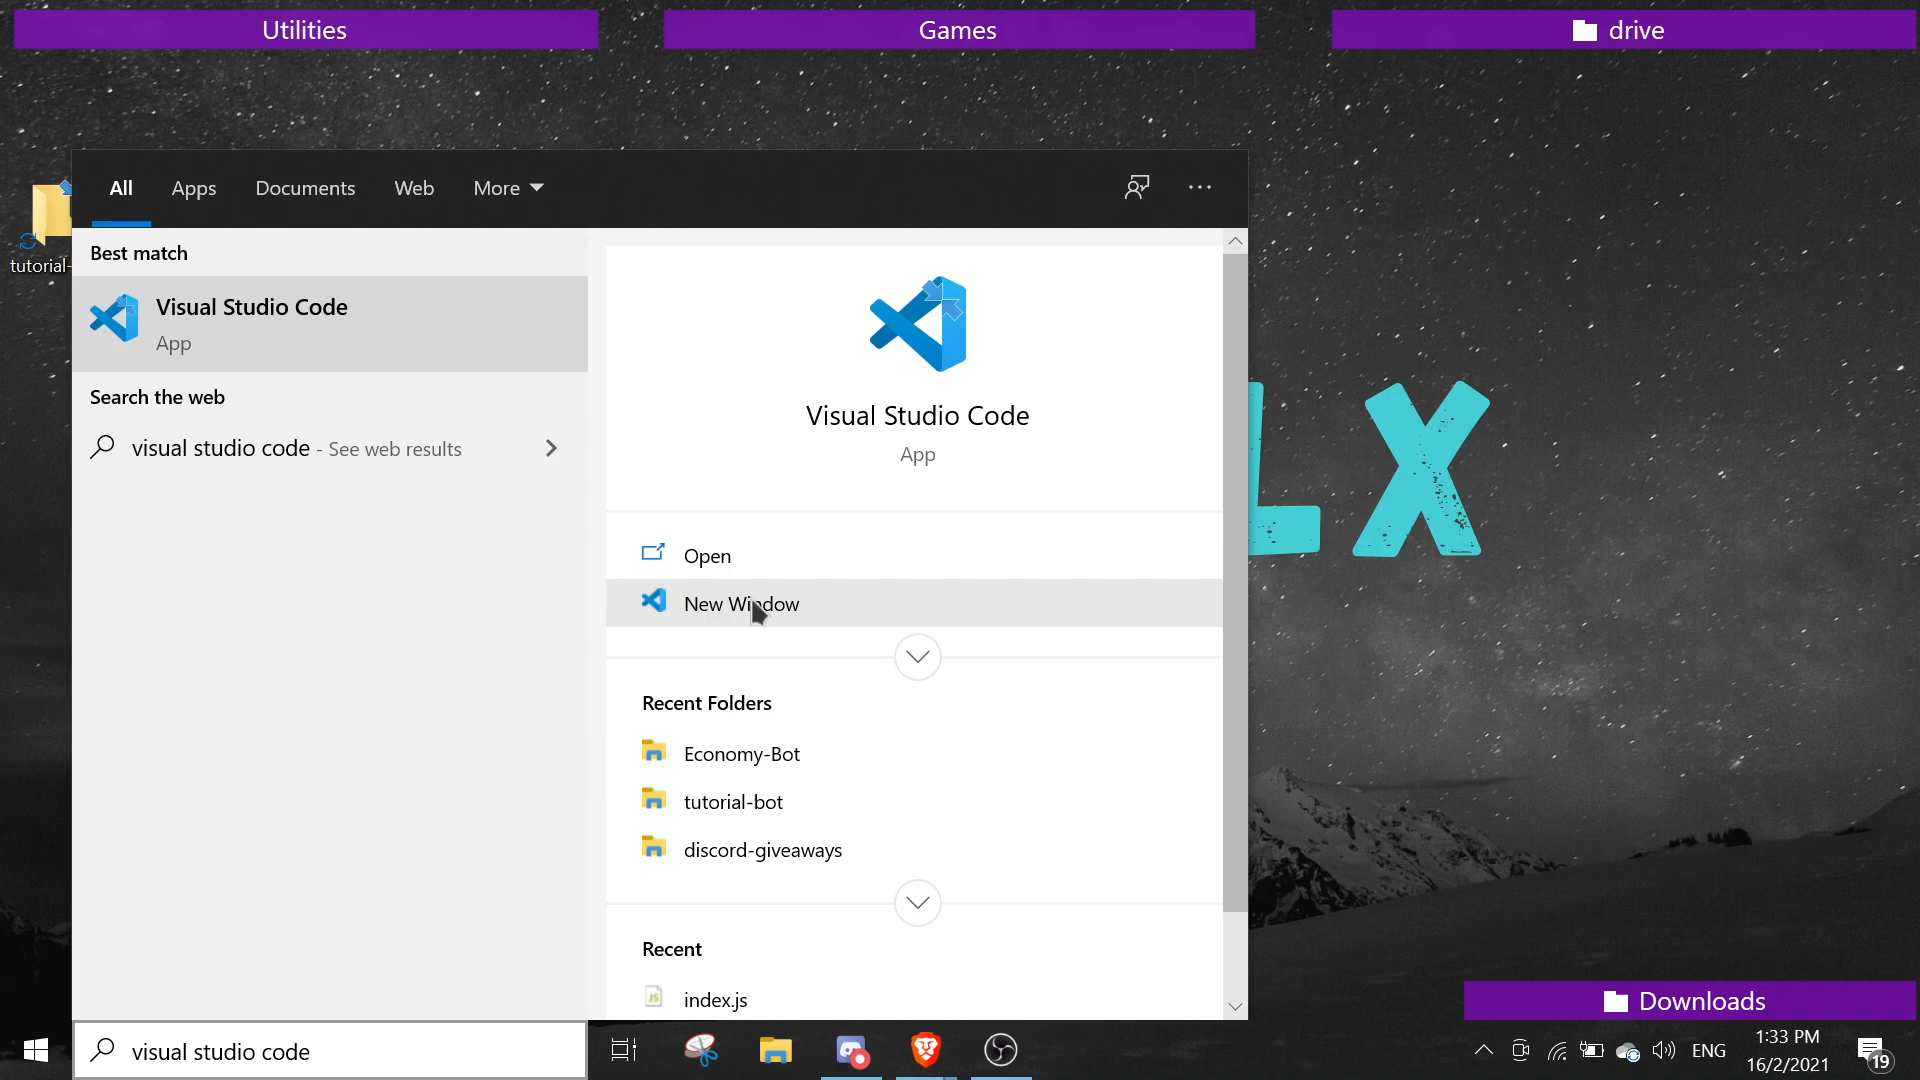 Utilities
Games
drive
All
Apps
Documents
Web
More
tutorial-
Best match
Visual Studio Code
App
Search the web
visual studio code - See web results
Visual Studio Code
App
Open
New Window
Recent Folders
Economy-Bot
tutorial-bot
discord-giveaways
Recent
index.js
LX
Downloads
visual studio code
ENG
1:33 PM
16/2/2021
19